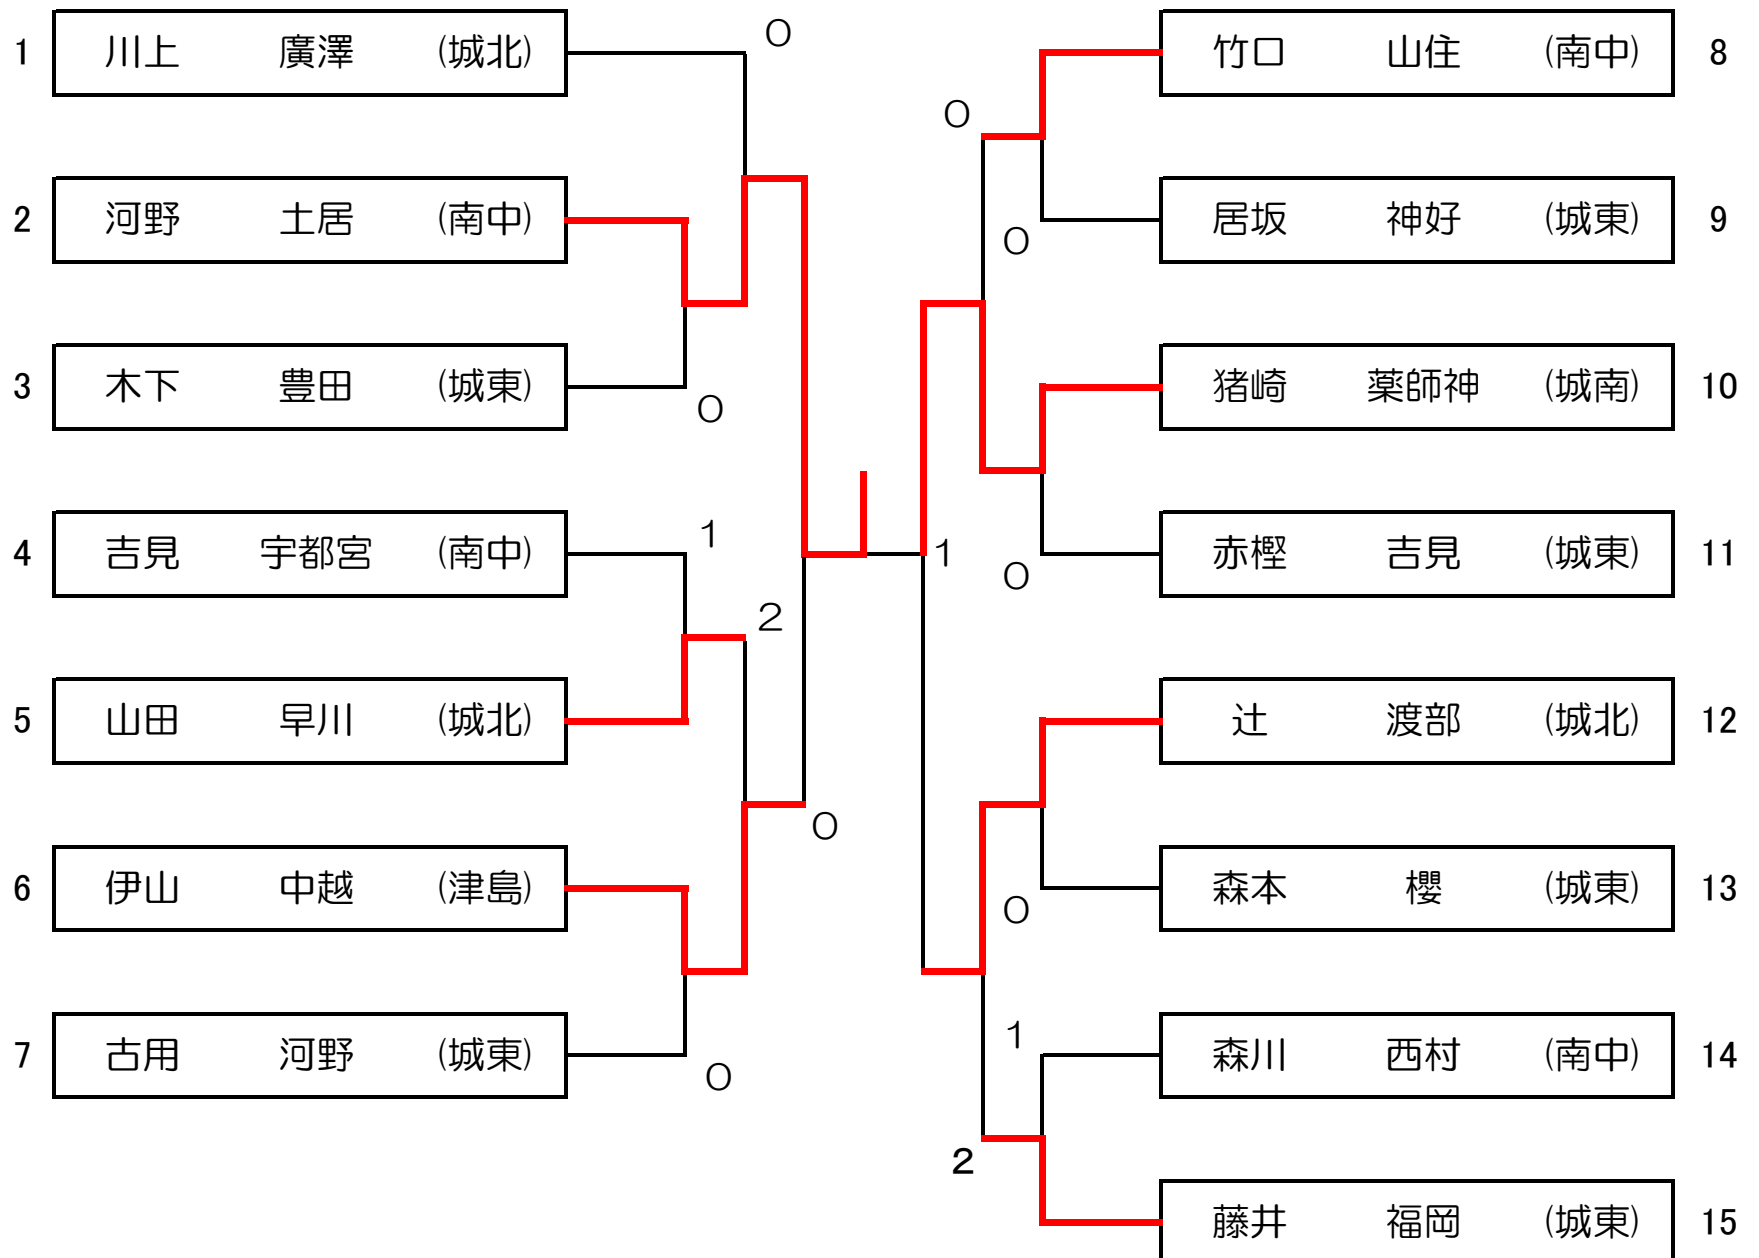 1 川上 廣澤 (城北) 0
竹口 山住 (南中) 8
0
2 河野 土居 (南中)
0 居坂 神好 (城東) 9
3 木下 豊田 (城東) 0
猪崎 薬師神 (城南) 10
4 吉見 宇都宮 (南中) 1
1 0 赤樫 吉見 (城東) 11
2
5 山田 早川 (城北)
辻 渡部 (城北) 12
0
6 伊山 中越 (津島)
0 森本 櫻 (城東) 13
7 古用 河野 (城東) 0
1 森川 西村 (南中) 14
2
藤井 福岡 (城東) 15